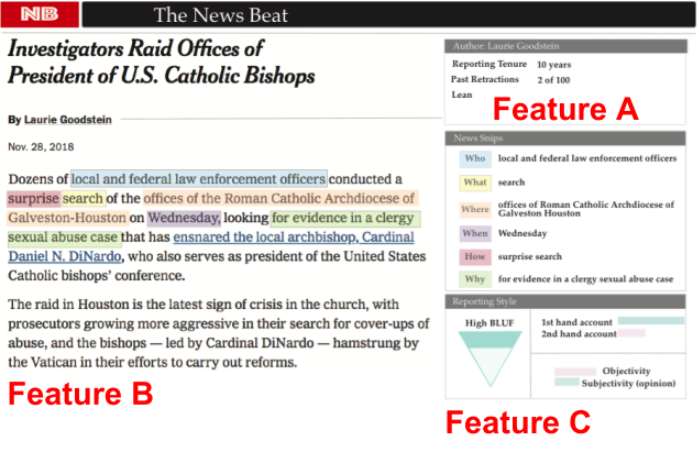 NB The News Beat
Investigators Raid Offices of
President of U.S. Catholic Bishops
By Laurie Goodstein
Nov. 28, 2018
Dozens of local and federal law enforcement officers conducted a
surprise search of the offices of the Roman Catholic Archdiocese of
Galveston-Houston on Wednesday, looking for evidence in a clergy
sexual abuse case that has ensnared the local archbishop, Cardinal
Daniel N. DiNardo, who also serves as president of the United States
Catholic bishops' conference.
The raid in Houston is the latest sign of crisis in the church, with
prosecutors growing more aggressive in their search for cover-ups of
abuse, and the bishops — led by Cardinal DiNardo — hamstrung by
the Vatican in their efforts to carry out reforms.
Feature B
Author: Laurie Goodstein
Reporting Tenure 10 years
Past Retractions 2 of 100
Lean
Feature A
News Snips
Who local and federal law enforcement officers
What search
Where offices of Roman Catholic Archdiocese of
Galveston Houston
When Wednesday
How surprise search
Why for evidence in a clergy sexual abuse case
Reporting Style
High BLUF
1st hand account
2nd hand account
Objectivity
Subjectivity (opinion)
Feature C